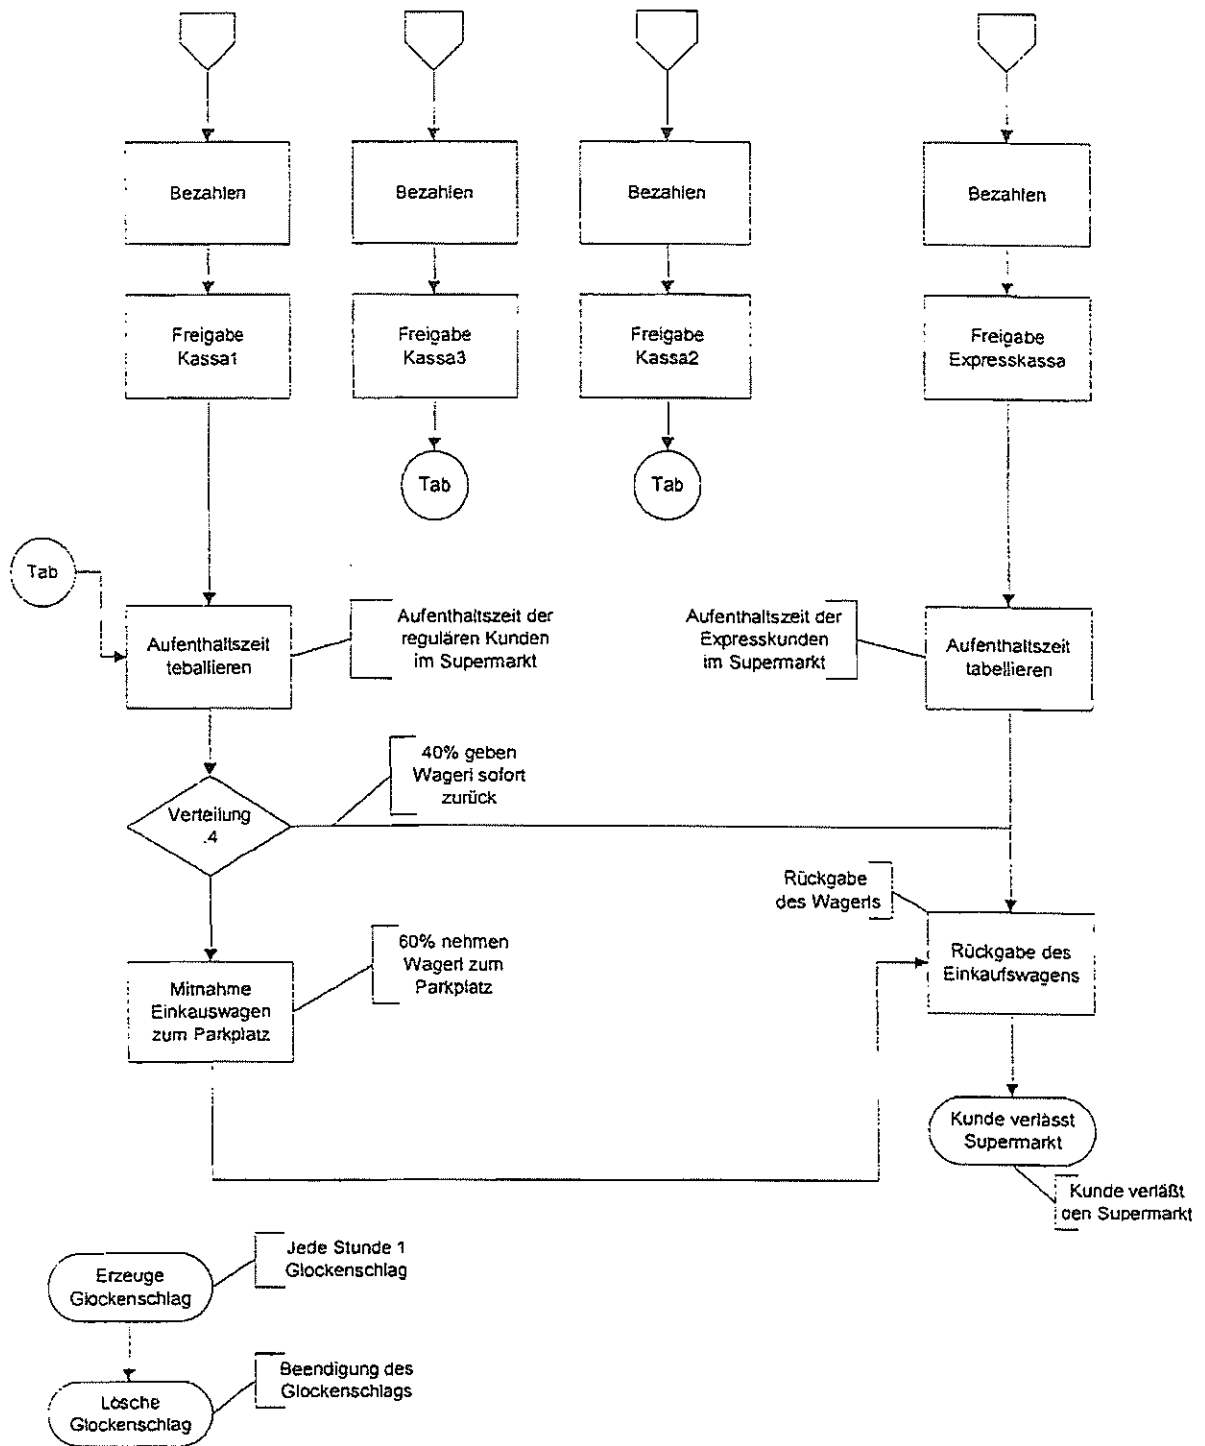 Bezahlen
Bezahlen
Bezahlen
Bezahlen
Freigabe
Kassa1
Freigabe
Kassa3
Freigabe
Kassa2
Freigabe
Expresskassa
Tab
Tab
Tab
Aufenthaltszeit
teballieren
Aufenthaltszeit der
regulären Kunden
im Supermarkt
Aufenthaltszeit der
Expresskunden
im Supermarkt
Aufenthaltszeit
tabellieren
40% geben
Wagerl sofort
zurück
Verteilung
.4
Rückgabe
des Wagerls
60% nehmen
Wagerl zum
Parkplatz
Rückgabe des
Einkaufswagens
Mitnahme
Einkauswagen
zum Parkplatz
Kunde verlässt
Supermarkt
Kunde verläßt
den Supermarkt
Jede Stunde 1
Glockenschlag
Erzeuge
Glockenschlag
Beendigung des
Glockenschlags
Lösche
Glockenschlag